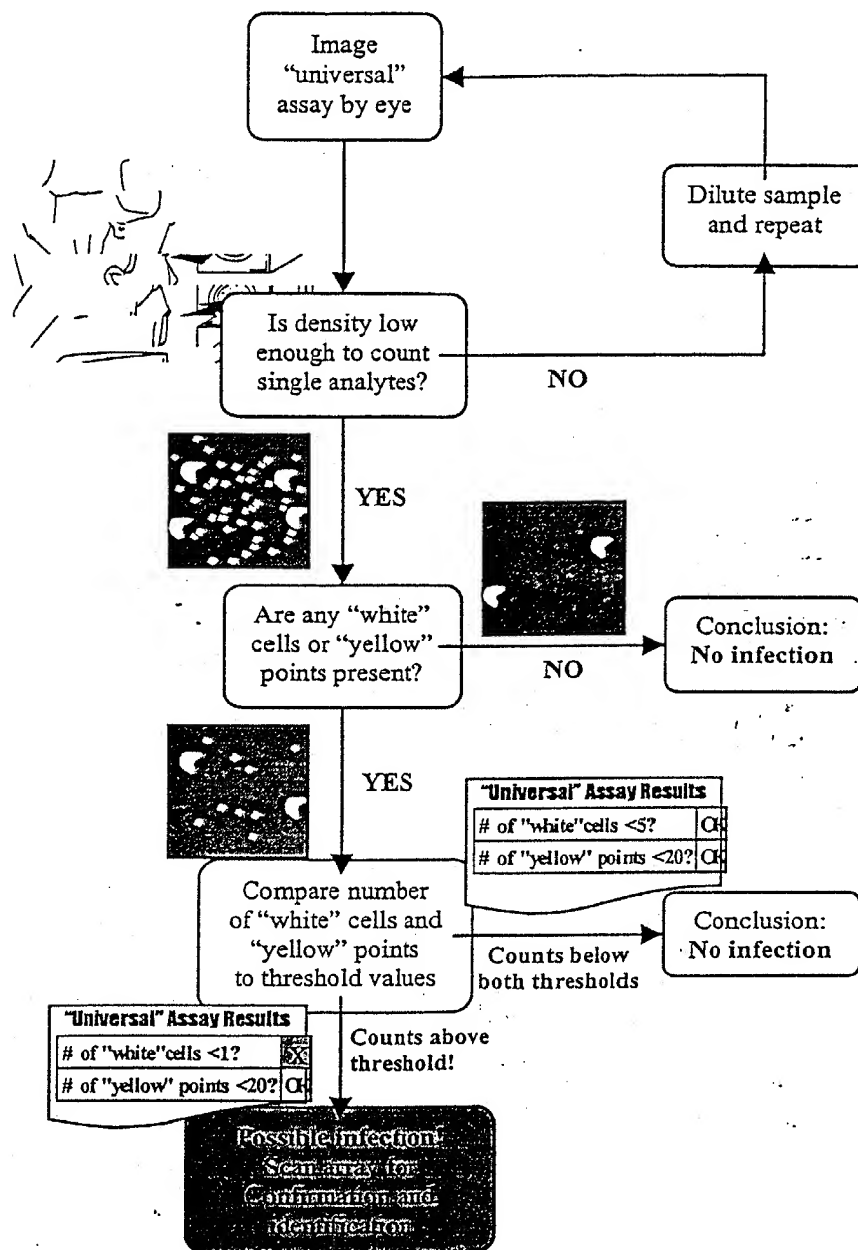 Image
“universal”
assay by eye
Dilute sample
and repeat
Is density low
enough to count
single analytes?
NO
YES
Are any “white”
cells or “yellow”
points present?
NO
Conclusion:
No infection
YES
"Universal" Assay Results
# of "white"cells <5? OK
# of "yellow" points <20? OK
Compare number
of “white” cells and
“yellow” points
to threshold values
Counts below
both thresholds
Conclusion:
No infection
"Universal" Assay Results
# of "white"cells <1? X
# of "yellow" points <20? OK
Counts above
threshold!
Possible infection!
Scan array for
Confirmation and
identification